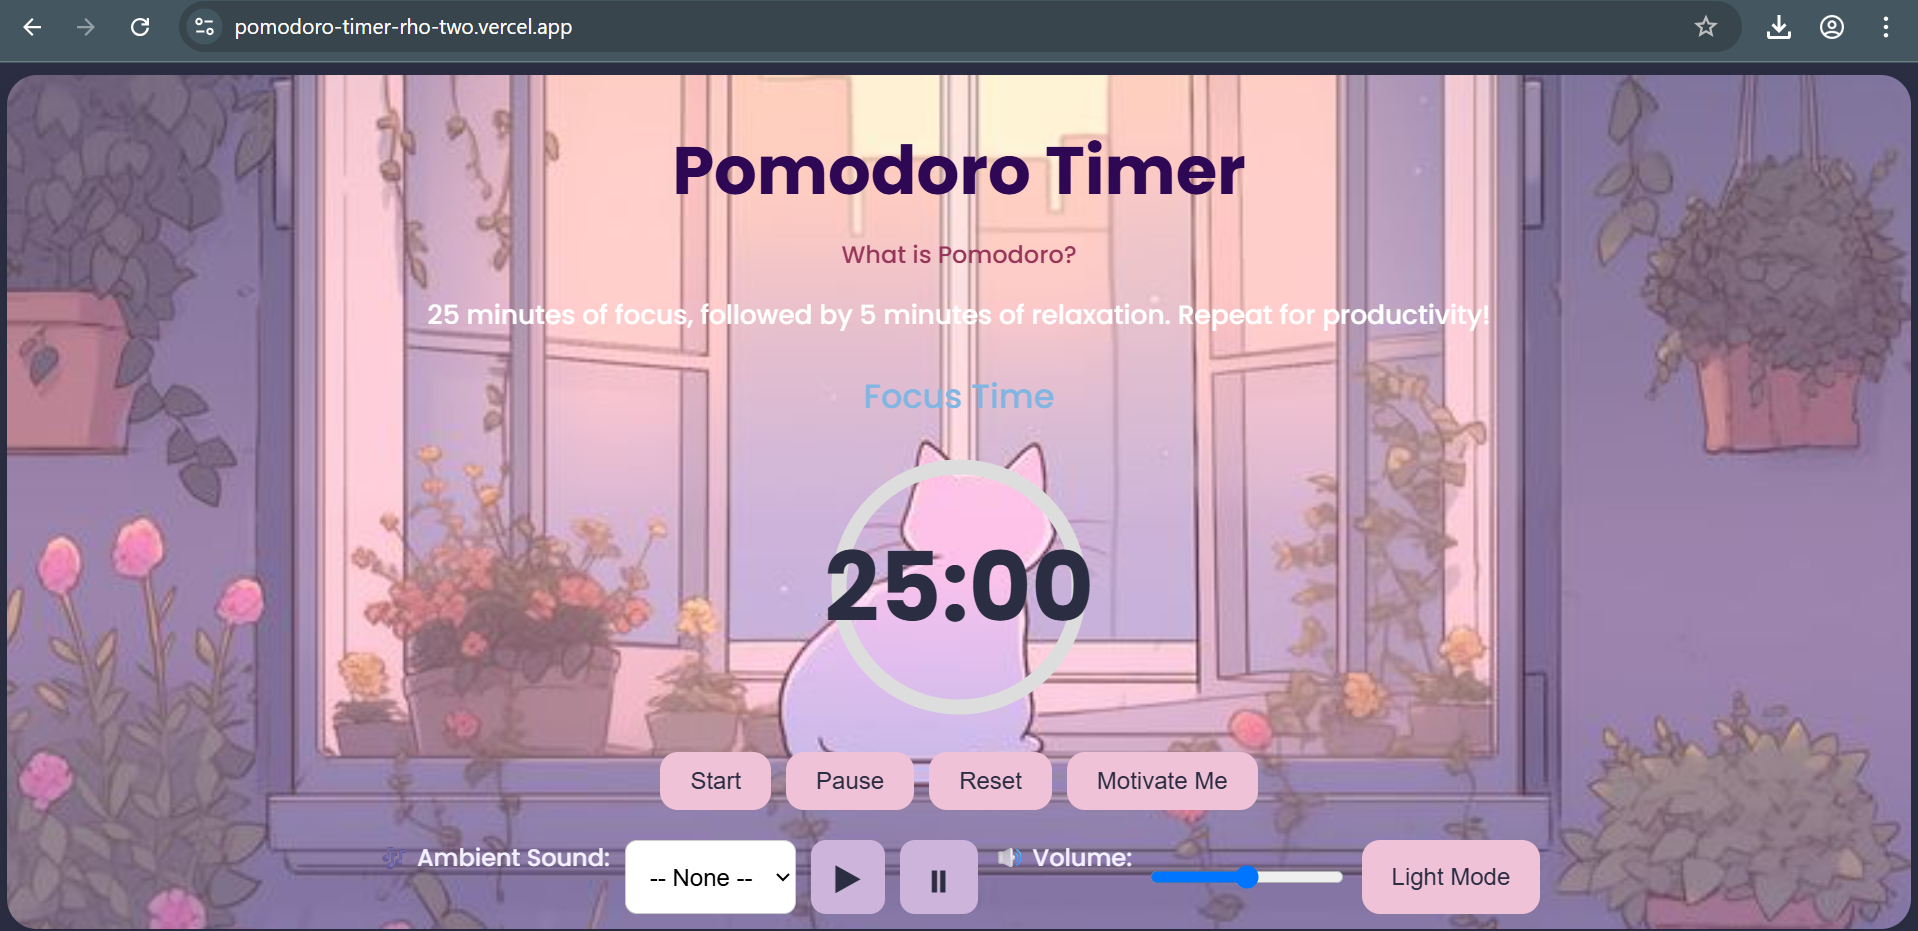 pomodoro-timer-rho-two.vercel.app
Pomodoro Timer
What is Pomodoro?
25 minutes of focus, followed by 5 minutes of relaxation. Repeat for productivity!
Focus Time
25:00
Start Pause Reset Motivate Me
🎶 Ambient Sound: -- None -- 🔊 Volume: Light Mode